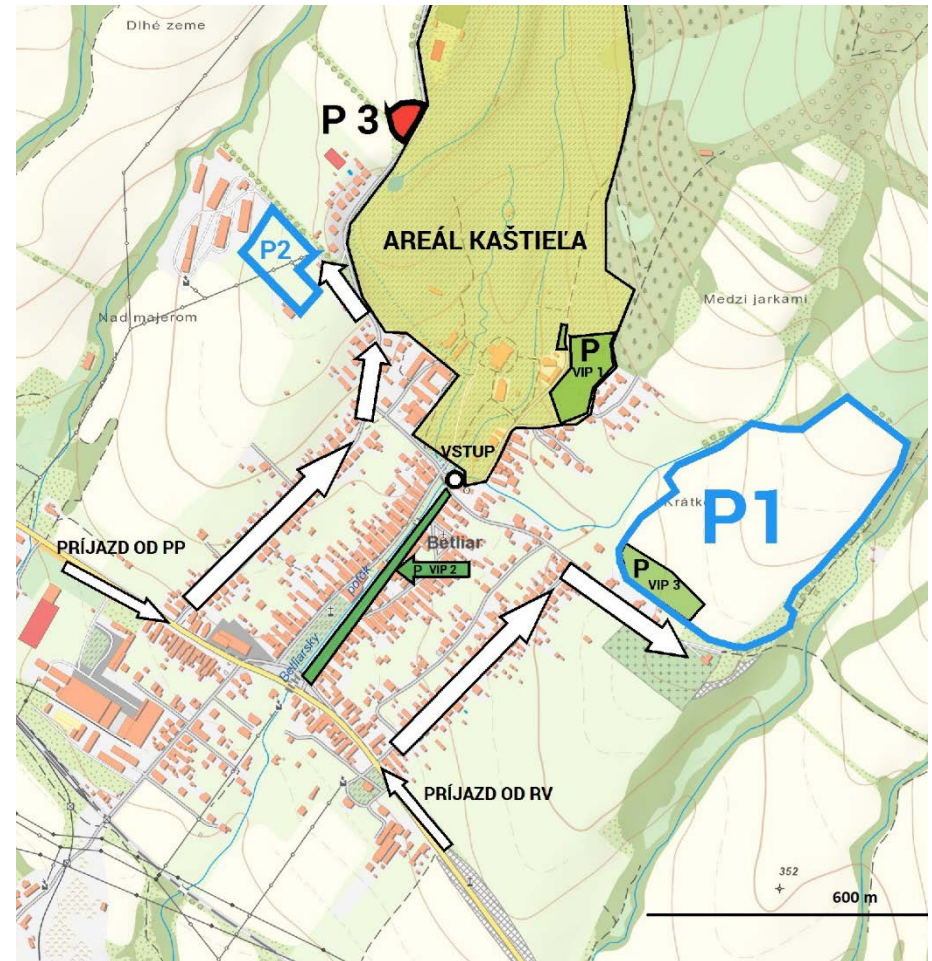 Dlhé zeme
P 3
AREÁL KAŠTIEĽA
P2
Nad majerom
Medzi jarkami
P
VIP 1
VSTUP
P1
PRÍJAZD OD PP
Betliar
P VIP 2
P
VIP 3
Betliarsky potok
PRÍJAZD OD RV
352
600 m